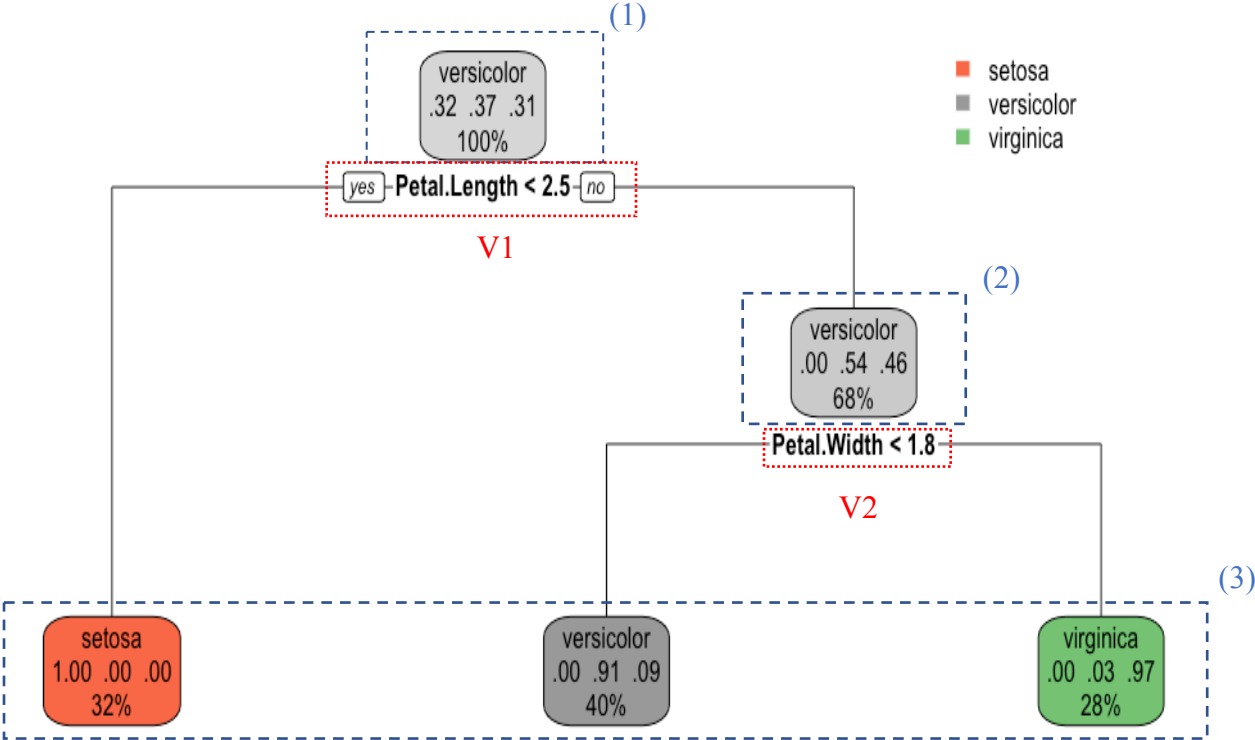 (1)
versicolor
.32 .37 .31
100%
setosa
versicolor
virginica
yes Petal.Length < 2.5 no
V1
(2)
versicolor
.00 .54 .46
68%
Petal.Width < 1.8
V2
(3)
setosa
1.00 .00 .00
32%
versicolor
.00 .91 .09
40%
virginica
.00 .03 .97
28%